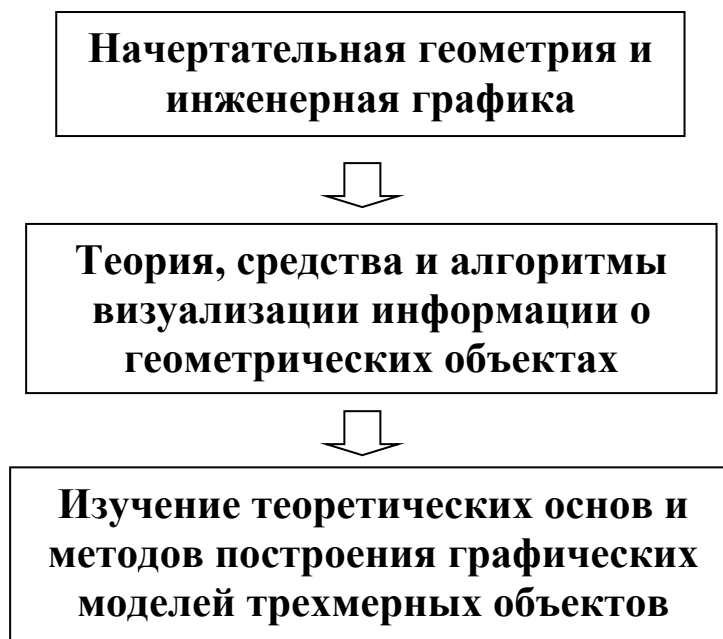 Начертательная геометрия и
инженерная графика
Теория, средства и алгоритмы
визуализации информации о
геометрических объектах
Изучение теоретических основ и
методов построения графических
моделей трехмерных объектов